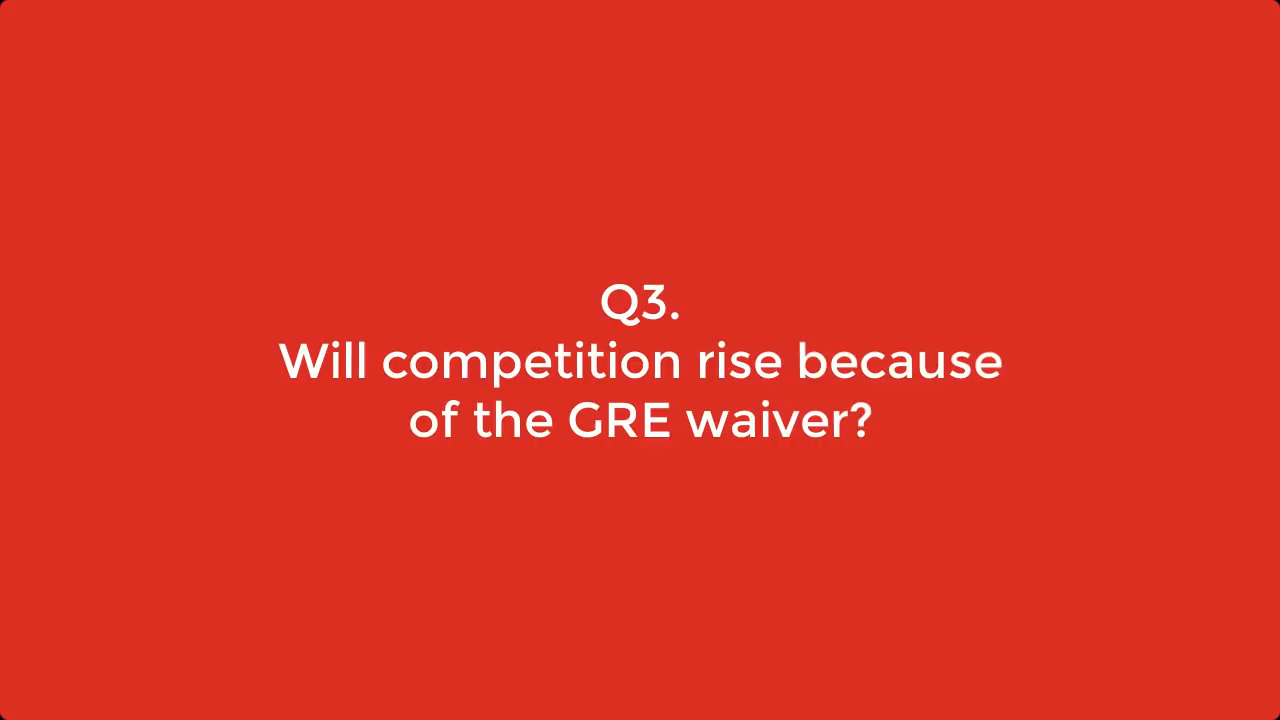 Q3.
Will competition rise because
of the GRE waiver?